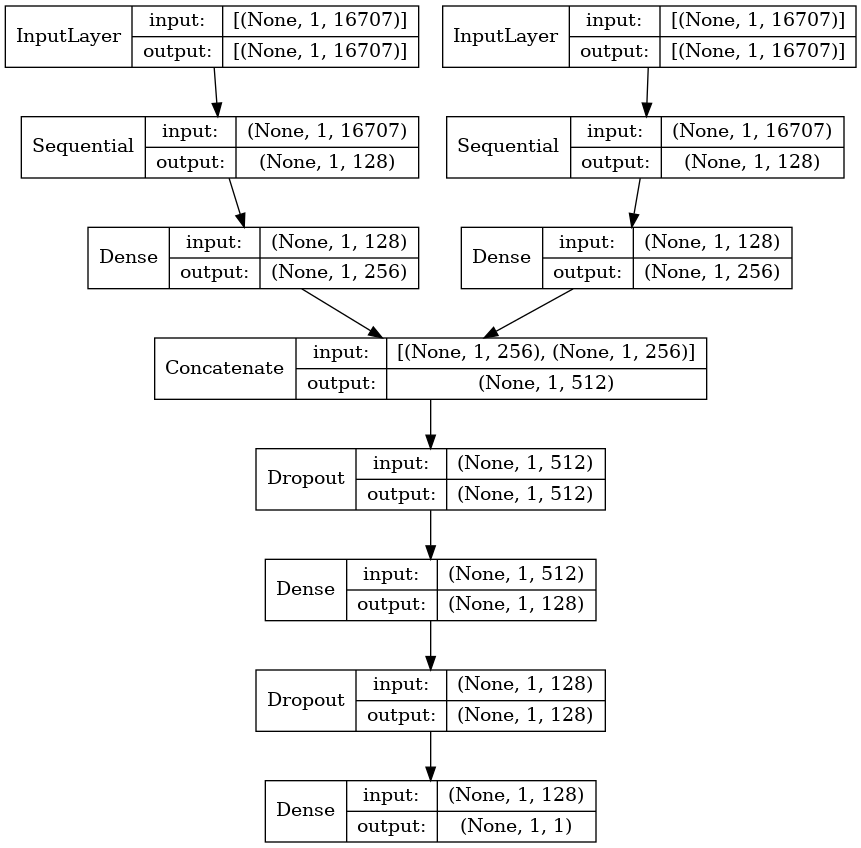 InputLayer input: [(None, 1, 16707)]
output: [(None, 1, 16707)]
InputLayer input: [(None, 1, 16707)]
output: [(None, 1, 16707)]
Sequential input: (None, 1, 16707)
output: (None, 1, 128)
Sequential input: (None, 1, 16707)
output: (None, 1, 128)
Dense input: (None, 1, 128)
output: (None, 1, 256)
Dense input: (None, 1, 128)
output: (None, 1, 256)
Concatenate input: [(None, 1, 256), (None, 1, 256)]
output: (None, 1, 512)
Dropout input: (None, 1, 512)
output: (None, 1, 512)
Dense input: (None, 1, 512)
output: (None, 1, 128)
Dropout input: (None, 1, 128)
output: (None, 1, 128)
Dense input: (None, 1, 128)
output: (None, 1, 1)